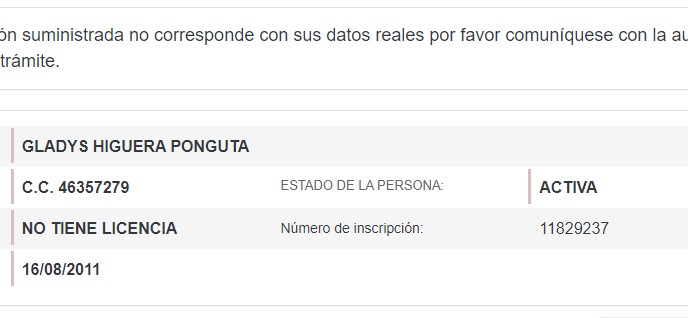 ón suministrada no corresponde con sus datos reales por favor comuníquese con la au
trámite.
GLADYS HIGUERA PONGUTA
C.C. 46357279 ESTADO DE LA PERSONA: ACTIVA
NO TIENE LICENCIA Número de inscripción: 11829237
16/08/2011